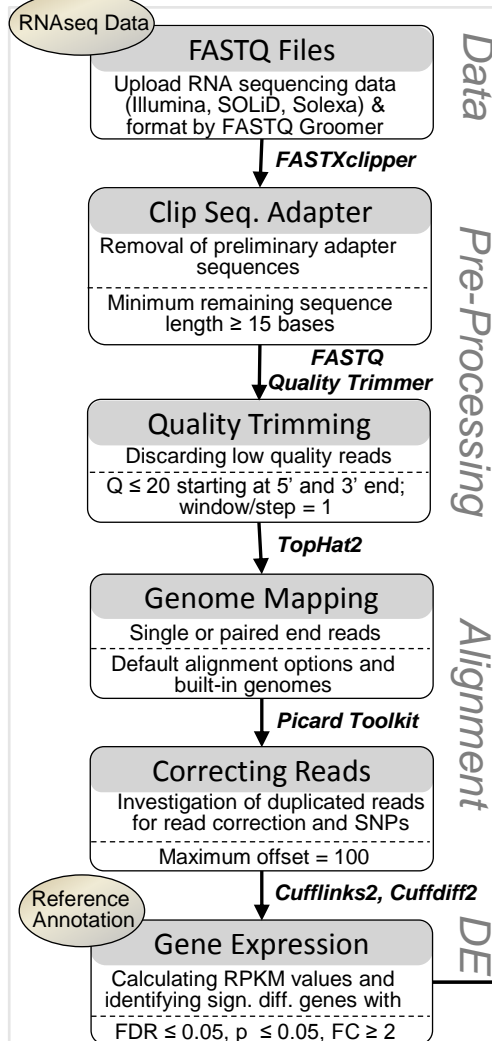 RNAseq Data
FASTQ Files
Upload RNA sequencing data
(Illumina, SOLiD, Solexa) &
format by FASTQ Groomer
Data
FASTXclipper
Clip Seq. Adapter
Removal of preliminary adapter
sequences
Minimum remaining sequence
length ≥ 15 bases
Pre-Processing
FASTQ
Quality Trimmer
Quality Trimming
Discarding low quality reads
Q ≤ 20 starting at 5’ and 3’ end;
window/step = 1
TopHat2
Genome Mapping
Single or paired end reads
Default alignment options and
built-in genomes
Alignment
Picard Toolkit
Correcting Reads
Investigation of duplicated reads
for read correction and SNPs
Maximum offset = 100
Cufflinks2, Cuffdiff2
Reference
Annotation
Gene Expression
Calculating RPKM values and
identifying sign. diff. genes with
FDR ≤ 0.05, p ≤ 0.05, FC ≥ 2
DE